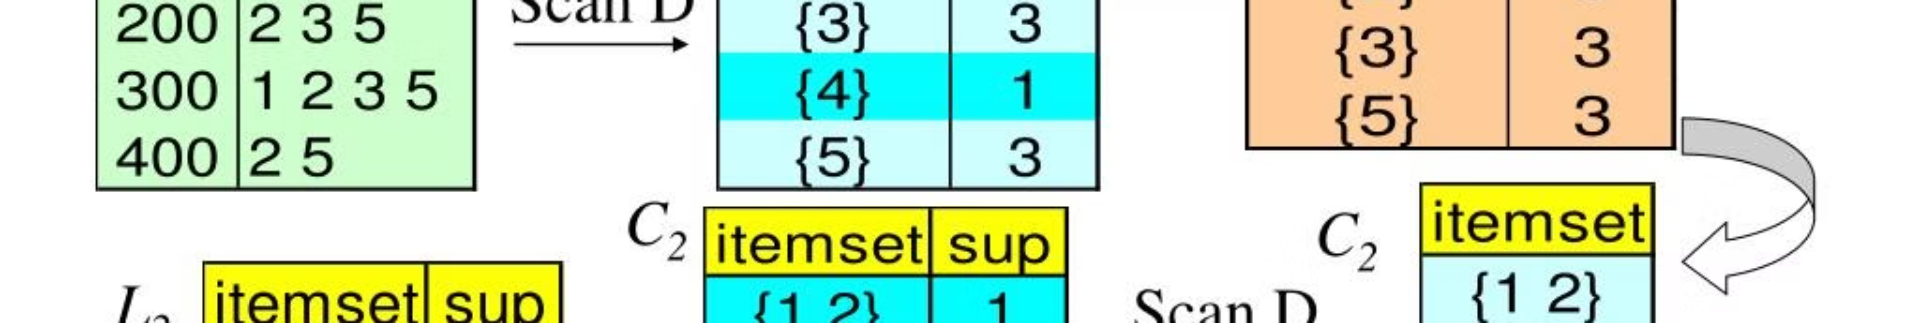 200 2 3 5
300 1 2 3 5
400 2 5
Scan D
{3} 3
{4} 1
{5} 3
{3} 3
{5} 3
C2
itemset sup
{1 2} 1
C2
itemset
{1 2}
Scan D
itemset sup